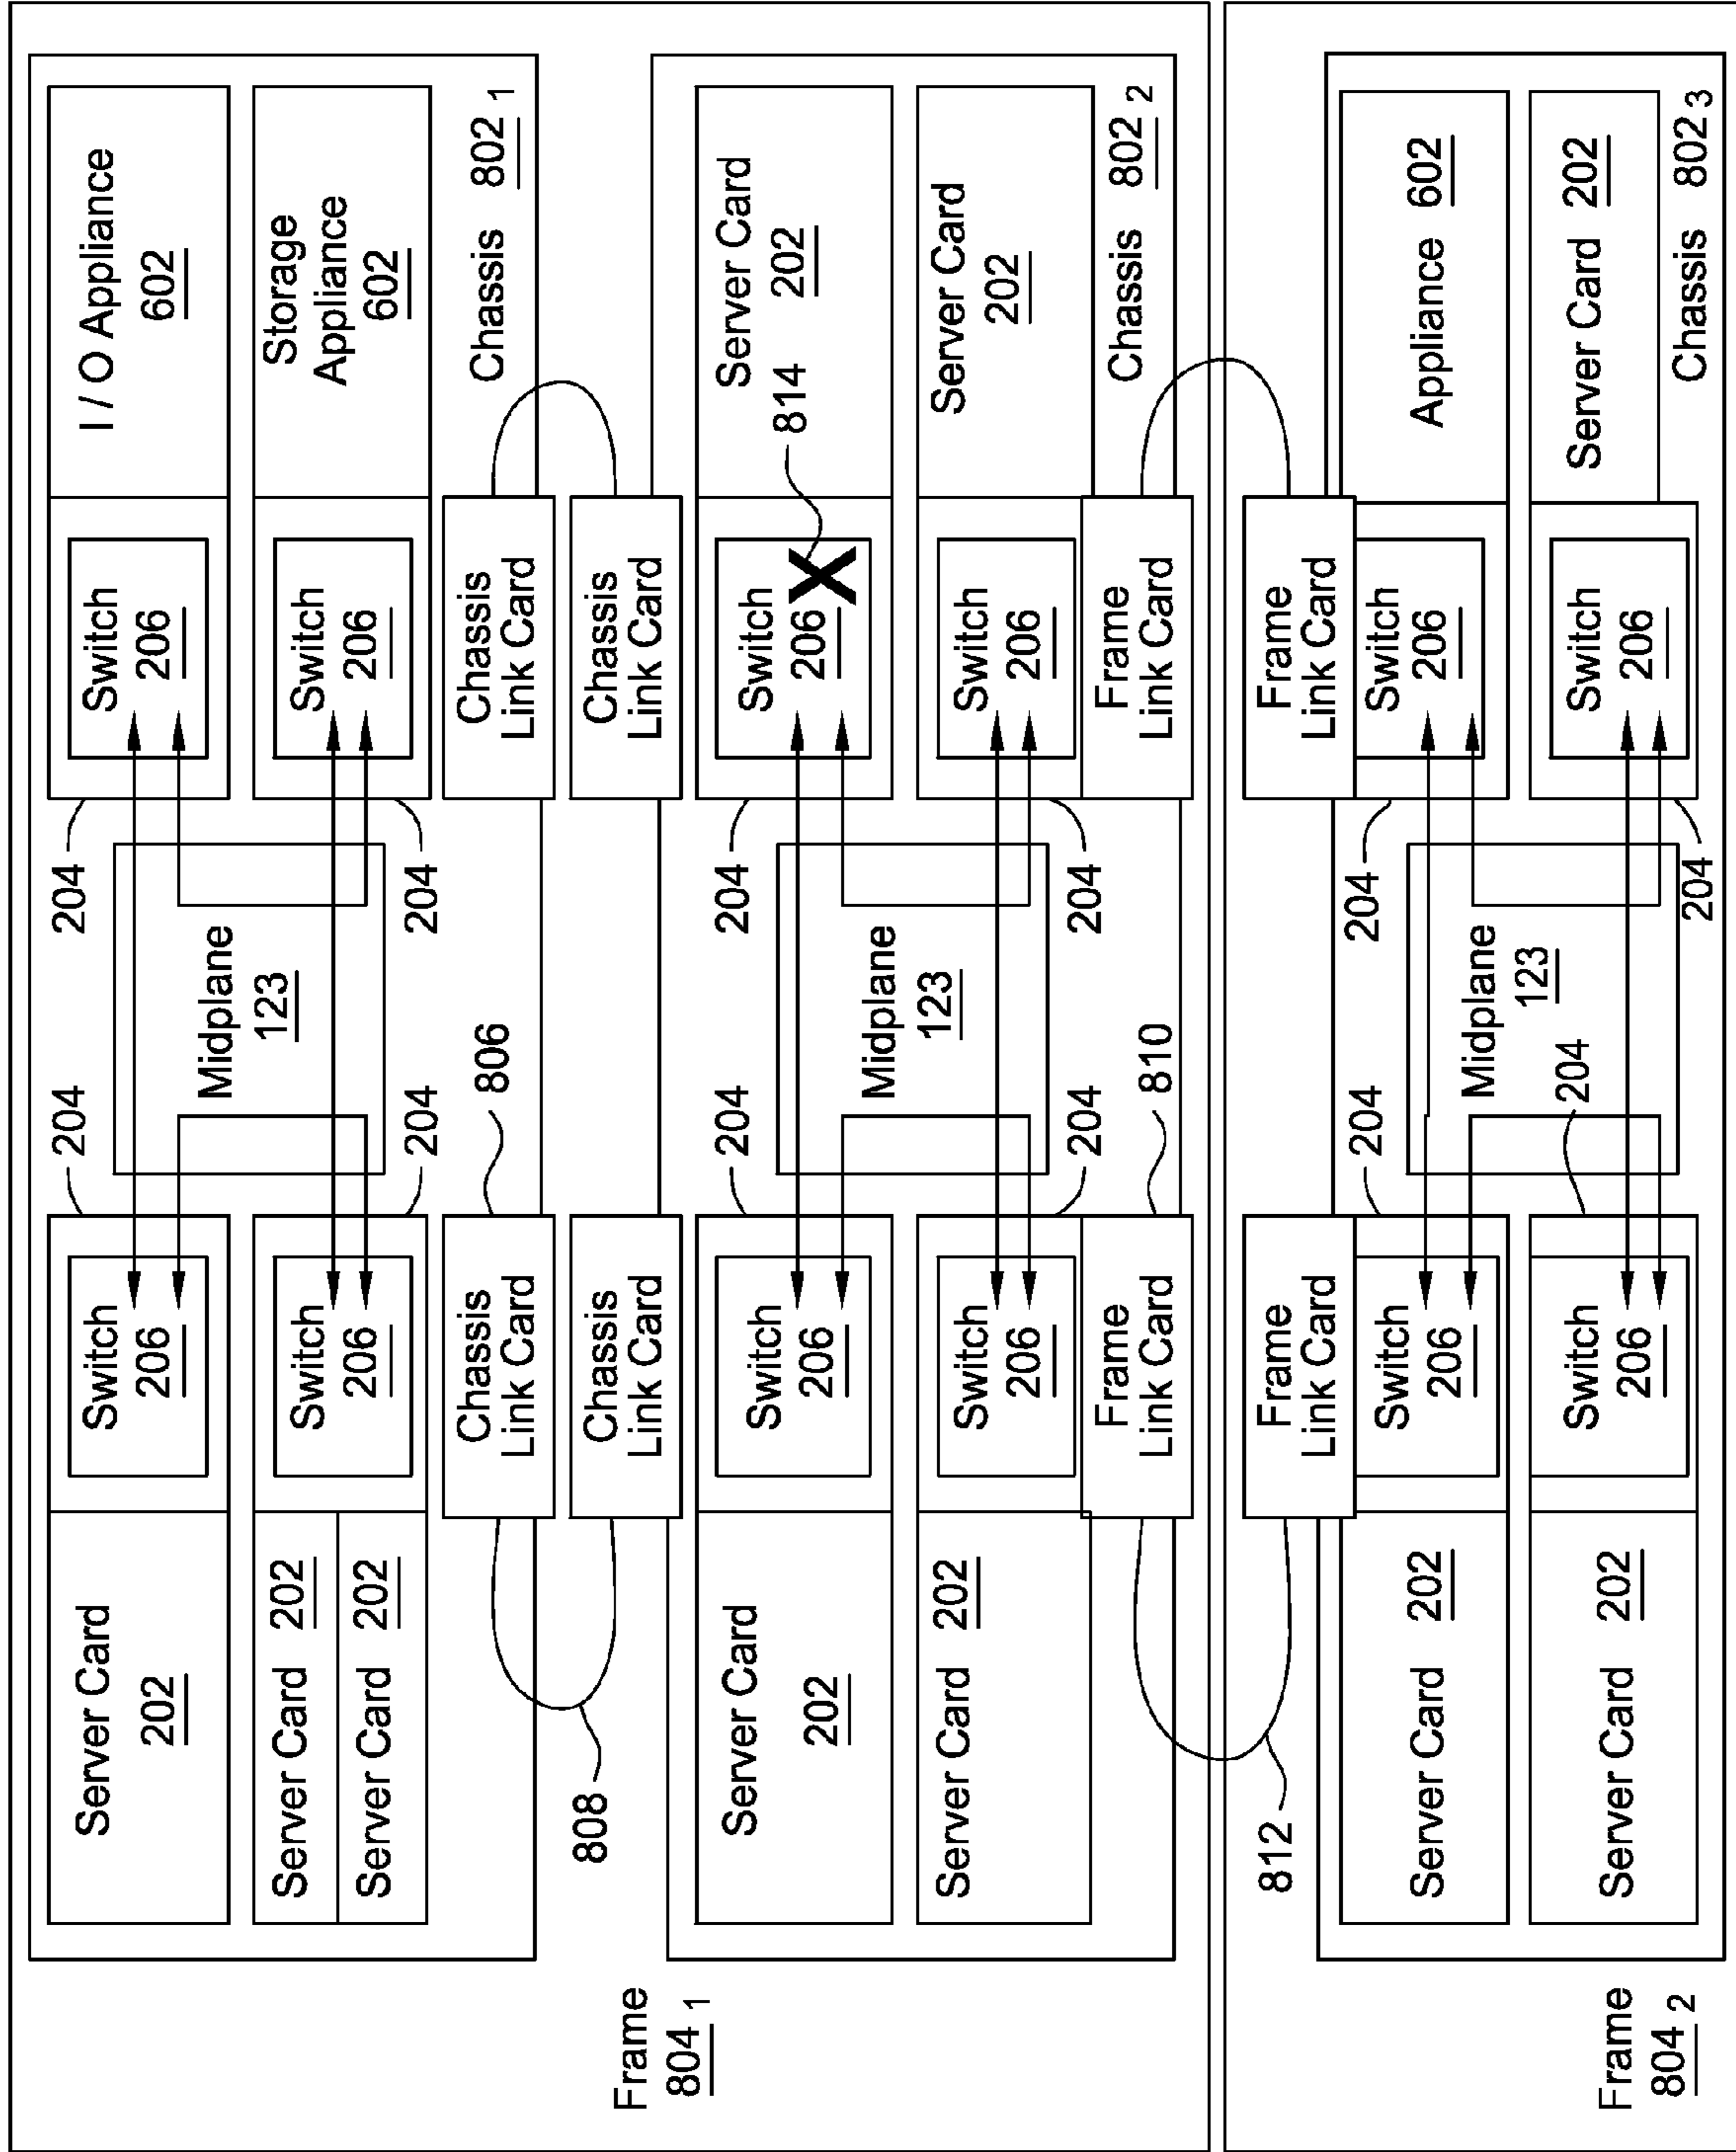 Server Card
202
Switch
206
204
204
Switch
206
I / O Appliance
602
Midplane
123
Server Card 202
Server Card 202
Switch
206
204
204
Switch
206
Storage
Appliance
602
Chassis
Link Card
806
Chassis
Link Card
Chassis 802 1
Chassis
Link Card
808
Chassis
Link Card
Frame
804 1
Server Card
202
Switch
206
204
204
Switch
206
814
Server Card
202
Midplane
123
Server Card 202
Switch
206
204
204
Switch
206
Server Card
202
Frame
Link Card
810
Frame
Link Card
Chassis 802 2
812
Frame
Link Card
Frame
Link Card
Server Card 202
Switch
206
204
204
Switch
206
Appliance 602
Midplane
123
Server Card 202
Switch
206
204
204
Switch
206
Server Card 202
Chassis 802 3
Frame
804 2